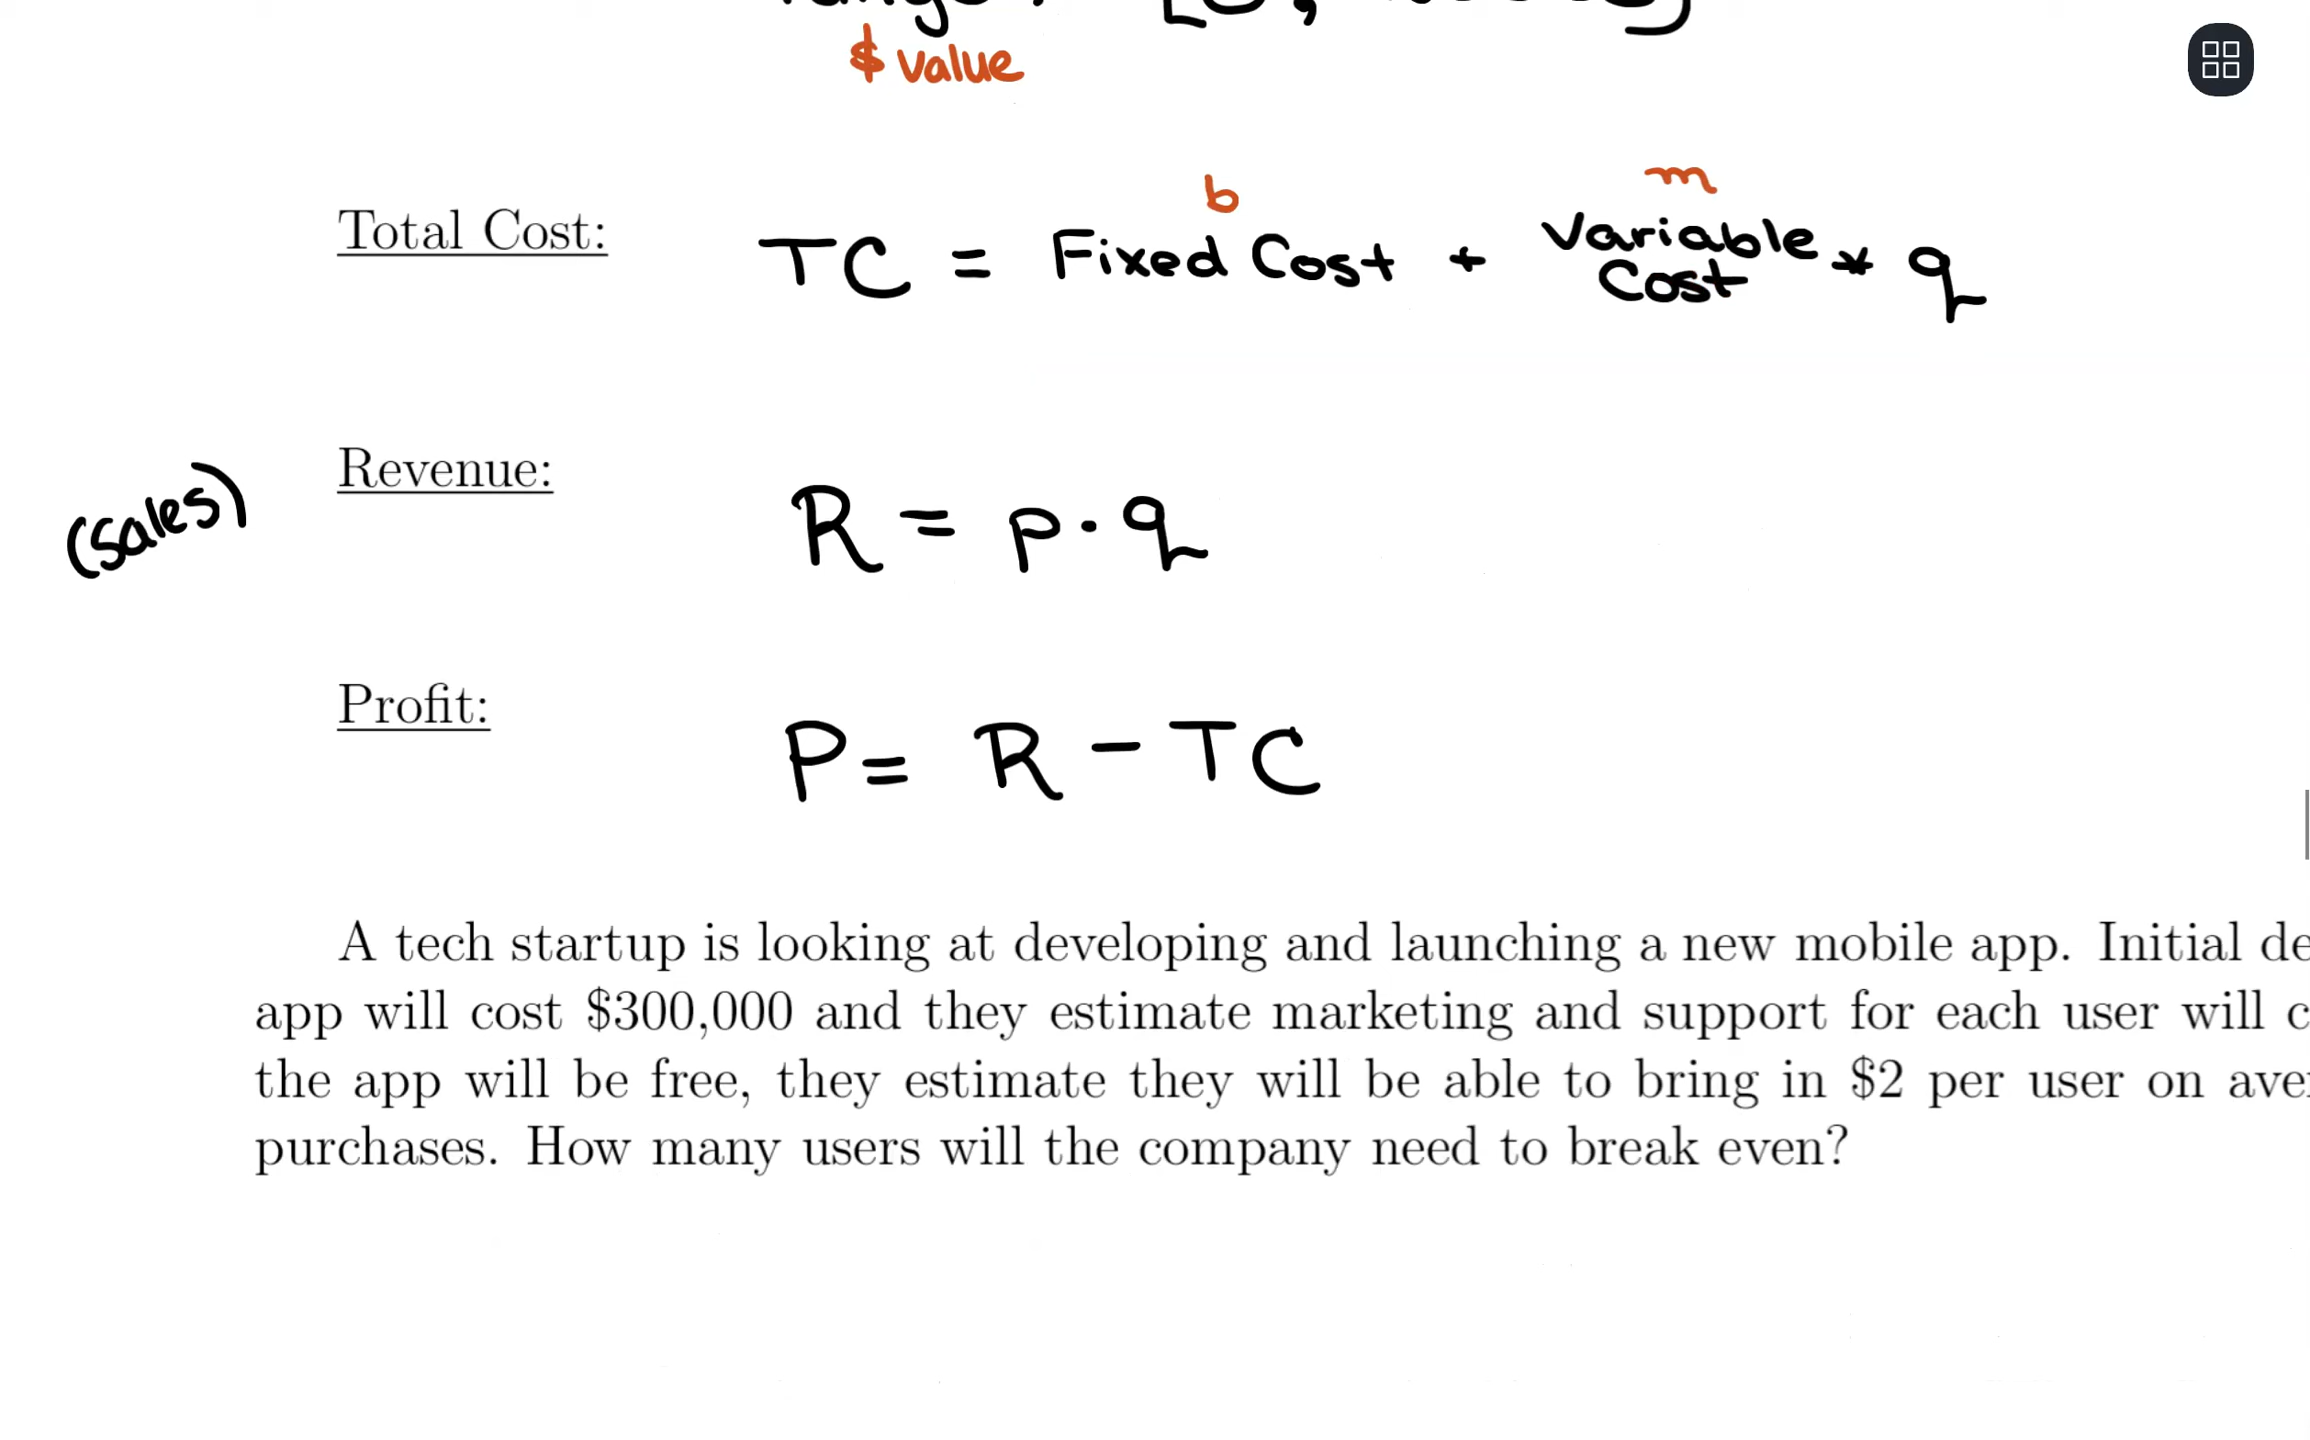 $ value
b
m
Total Cost: TC = Fixed Cost + Variable Cost * q
Revenue: R = p · q
(sales)
Profit: P = R - TC
A tech startup is looking at developing and launching a new mobile app. Initial de
app will cost $300,000 and they estimate marketing and support for each user will c
the app will be free, they estimate they will be able to bring in $2 per user on ave
purchases. How many users will the company need to break even?